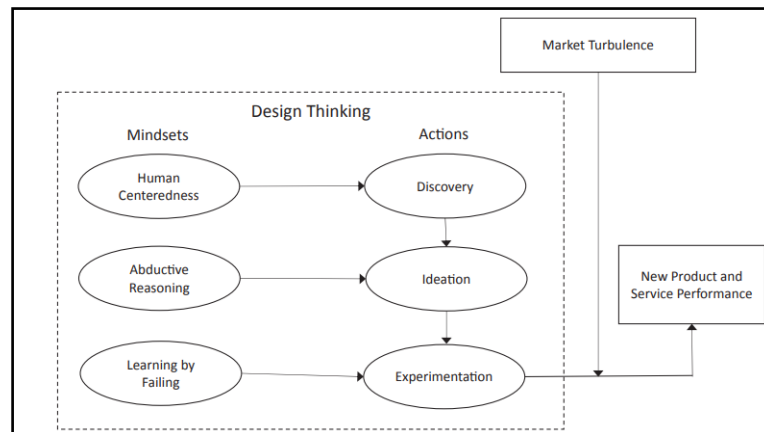 Market Turbulence
Design Thinking
Mindsets
Actions
Human
Centeredness
Discovery
Abductive
Reasoning
Ideation
New Product and
Service Performance
Learning by
Failing
Experimentation